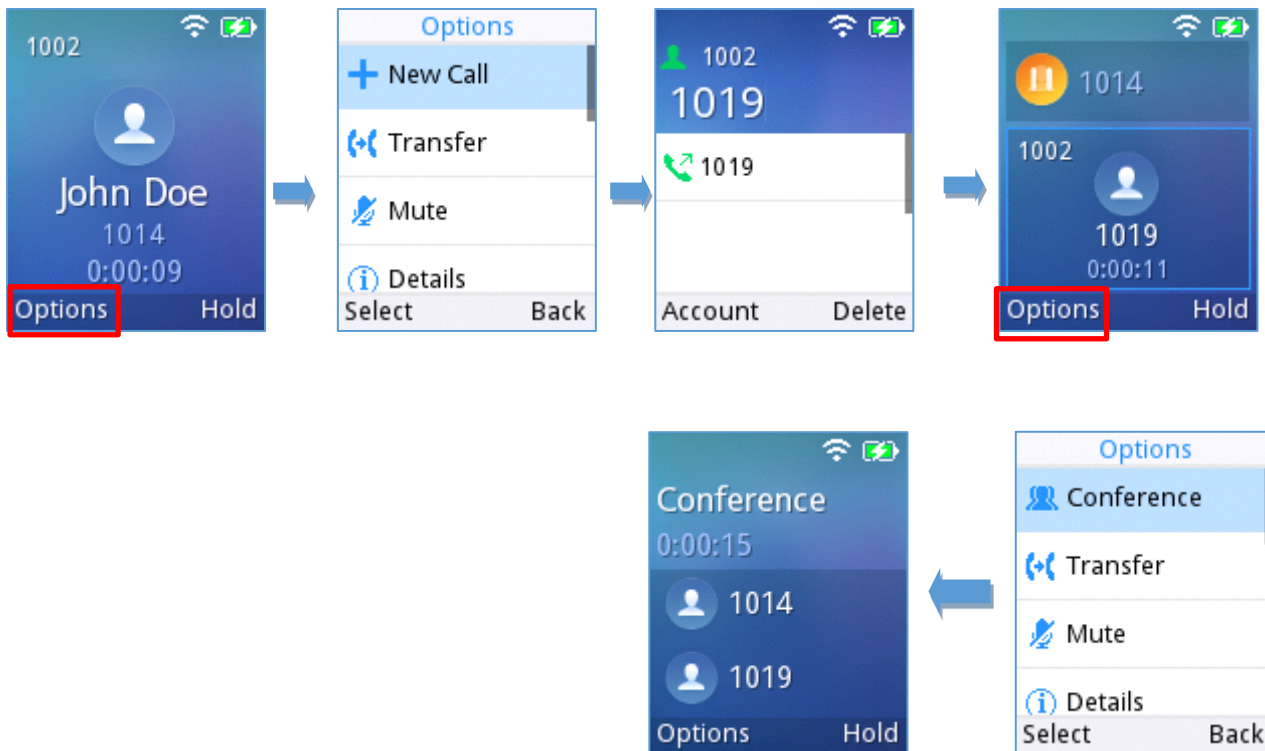 1002
John Doe
1014
0:00:09
Options Hold
Options
New Call
Transfer
Mute
Details
Select Back
1002
1019
1019
Account Delete
1014
1002
1019
0:00:11
Options Hold
Options
Conference
Transfer
Mute
Details
Select Back
Conference
0:00:15
1014
1019
Options Hold